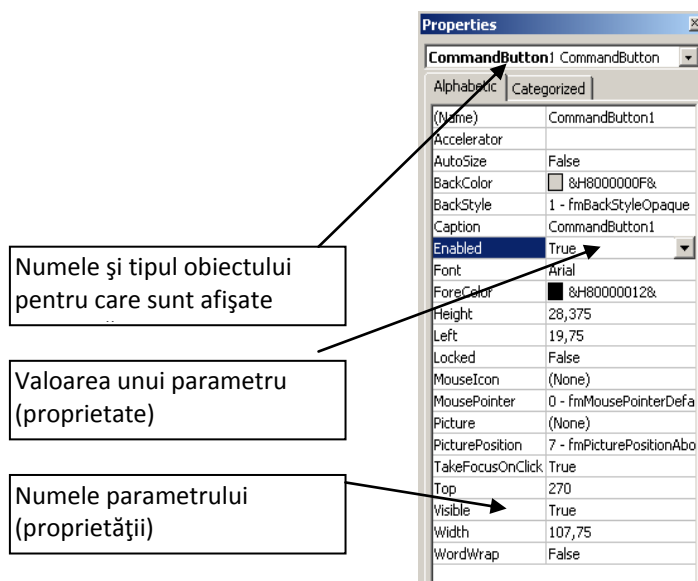 Properties
CommandButton1 CommandButton
Alphabetic Categorized
(Name) CommandButton1
Accelerator
AutoSize False
BackColor &H8000000F&
BackStyle 1 - fmBackStyleOpaque
Caption CommandButton1
Enabled True
Font Arial
ForeColor &H80000012&
Height 28,375
Left 19,75
Locked False
MouseIcon (None)
MousePointer 0 - fmMousePointerDefa
Picture (None)
PicturePosition 7 - fmPicturePositionAbo
TakeFocusOnClick True
Top 270
Visible True
Width 107,75
WordWrap False
Numele şi tipul obiectului
pentru care sunt afişate
Valoarea unui parametru
(proprietate)
Numele parametrului
(proprietăţii)